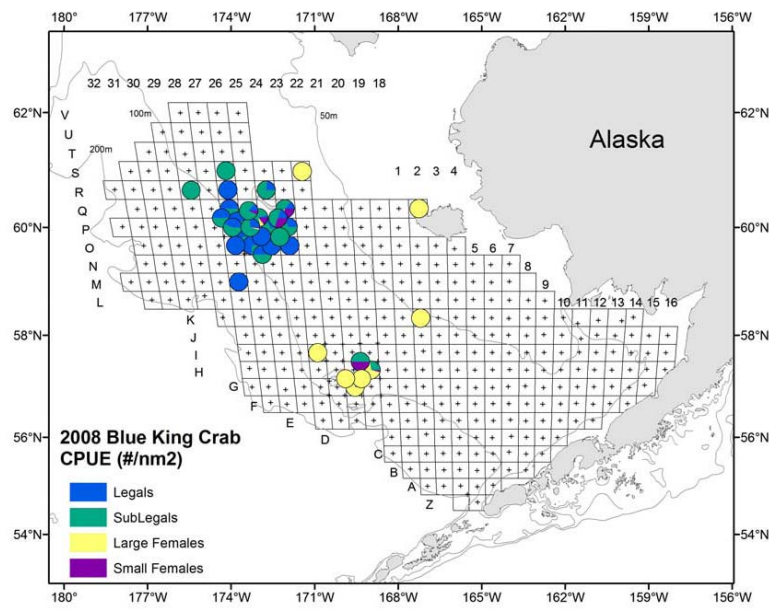 180° 177°W 174°W 171°W 168°W 165°W 162°W 159°W 156°W
32 31 30 29 28 27 26 25 24 23 22 21 20 19 18
62°N 62°N
V
100m
50m
U
T
200m
S
1 2 3 4
Alaska
R
Q
60°N 60°N
P
O
5 6 7
N
8
M
9
L
10 11 12 13 14 15 16
58°N 58°N
K
J
I
H
G
F
E
D
56°N 56°N
C
B
A
Z
2008 Blue King Crab
CPUE (#/nm2)
Legals
SubLegals
Large Females
Small Females
54°N 54°N
180° 177°W 174°W 171°W 168°W 165°W 162°W 159°W 156°W